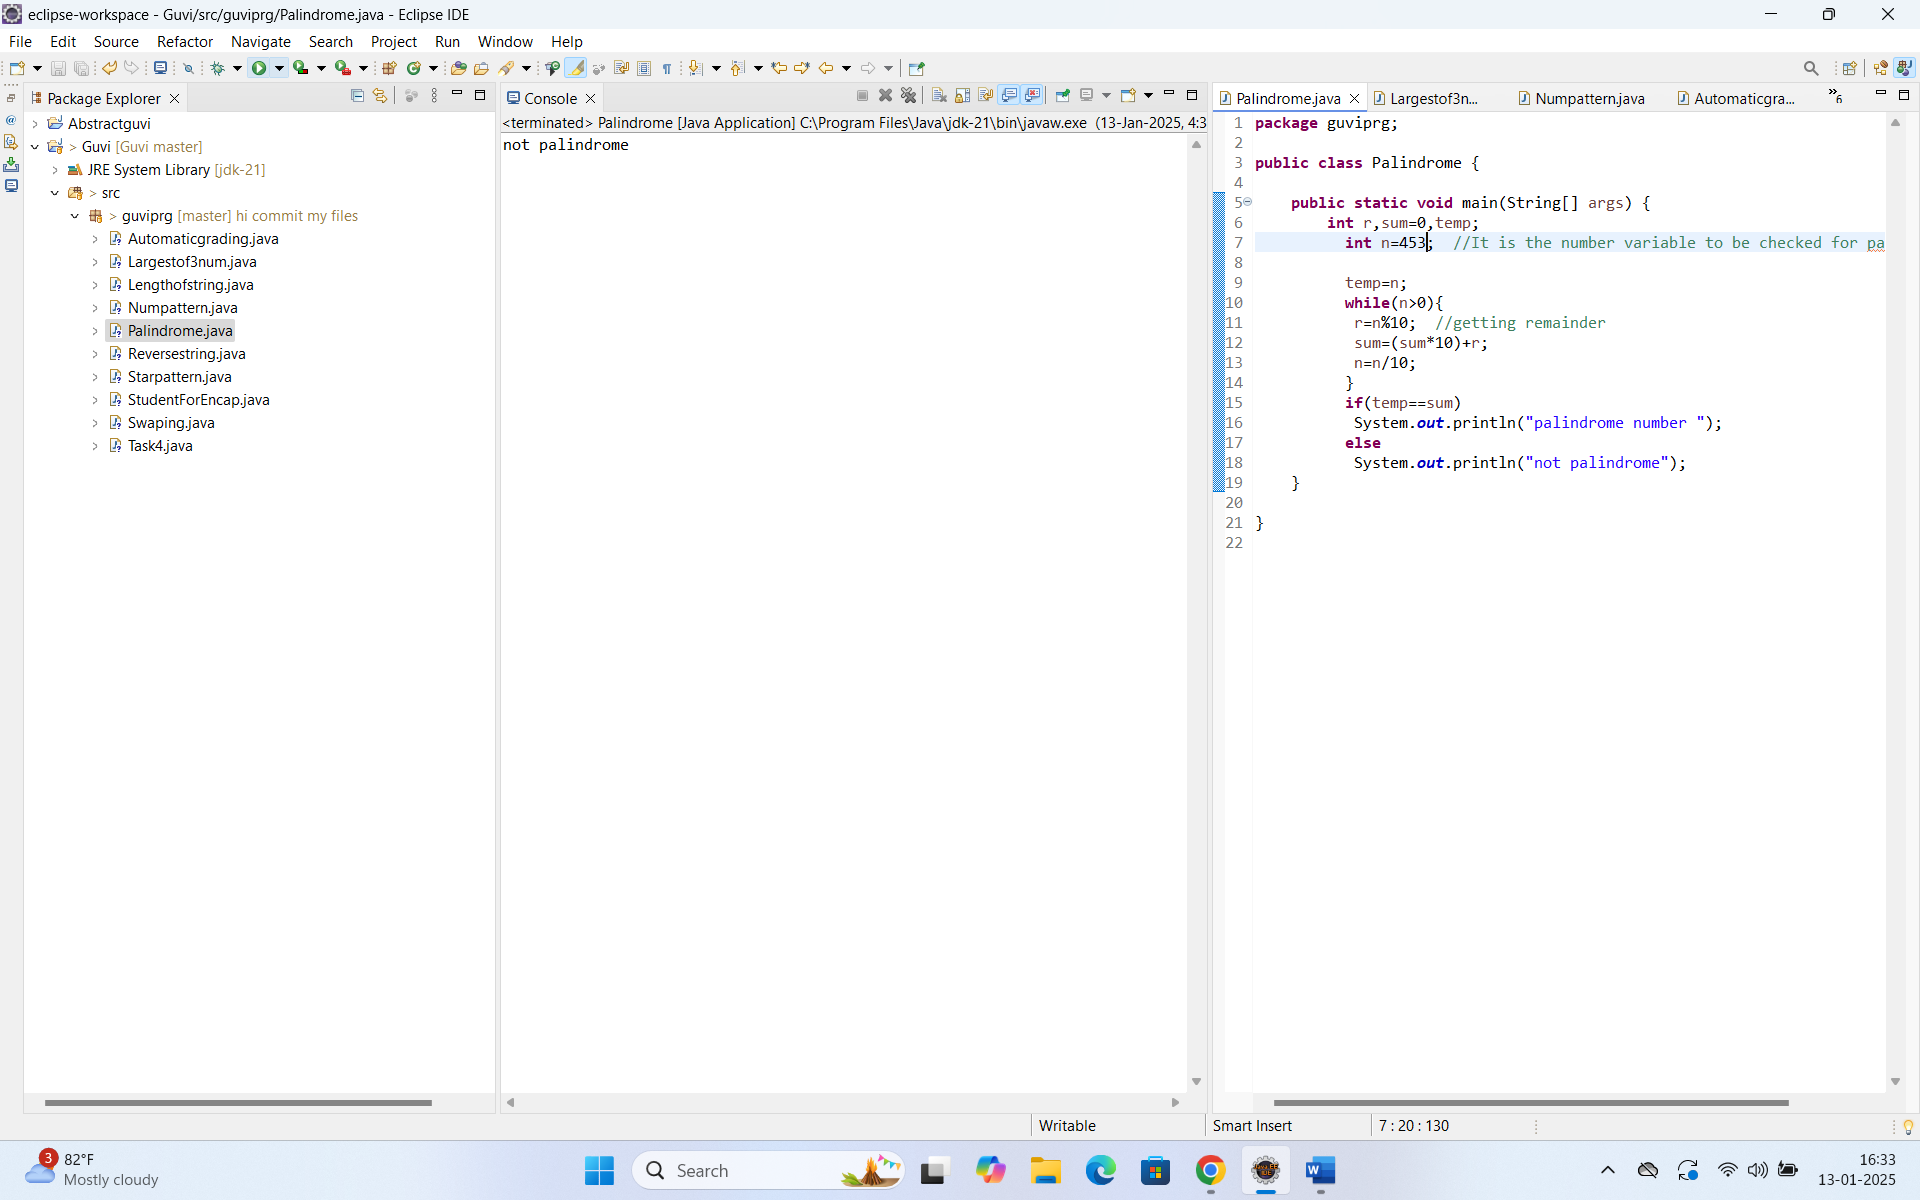 eclipse-workspace - Guvi/src/guviprg/Palindrome.java - Eclipse IDE
File Edit Source Refactor Navigate Search Project Run Window Help
Package Explorer
Abstractguvi
> Guvi [Guvi master]
JRE System Library [jdk-21]
> src
> guviprg [master] hi commit my files
Automaticgrading.java
Largestof3num.java
Lengthofstring.java
Numpattern.java
Palindrome.java
Reversestring.java
Starpattern.java
StudentForEncap.java
Swaping.java
Task4.java
Console
<terminated> Palindrome [Java Application] C:\Program Files\Java\jdk-21\bin\javaw.exe (13-Jan-2025, 4:3
not palindrome
Palindrome.java Largestof3n... Numpattern.java Automaticgra... »6
1 package guviprg;
2
3 public class Palindrome {
4
5 public static void main(String[] args) {
6 int r,sum=0,temp;
7 int n=453; //It is the number variable to be checked for pa
8
9 temp=n;
10 while(n>0){
11 r=n%10; //getting remainder
12 sum=(sum*10)+r;
13 n=n/10;
14 }
15 if(temp==sum)
16 System.out.println("palindrome number ");
17 else
18 System.out.println("not palindrome");
19 }
20
21 }
22
Writable Smart Insert 7 : 20 : 130
3
82°F
Mostly cloudy
Search
16:33
13-01-2025